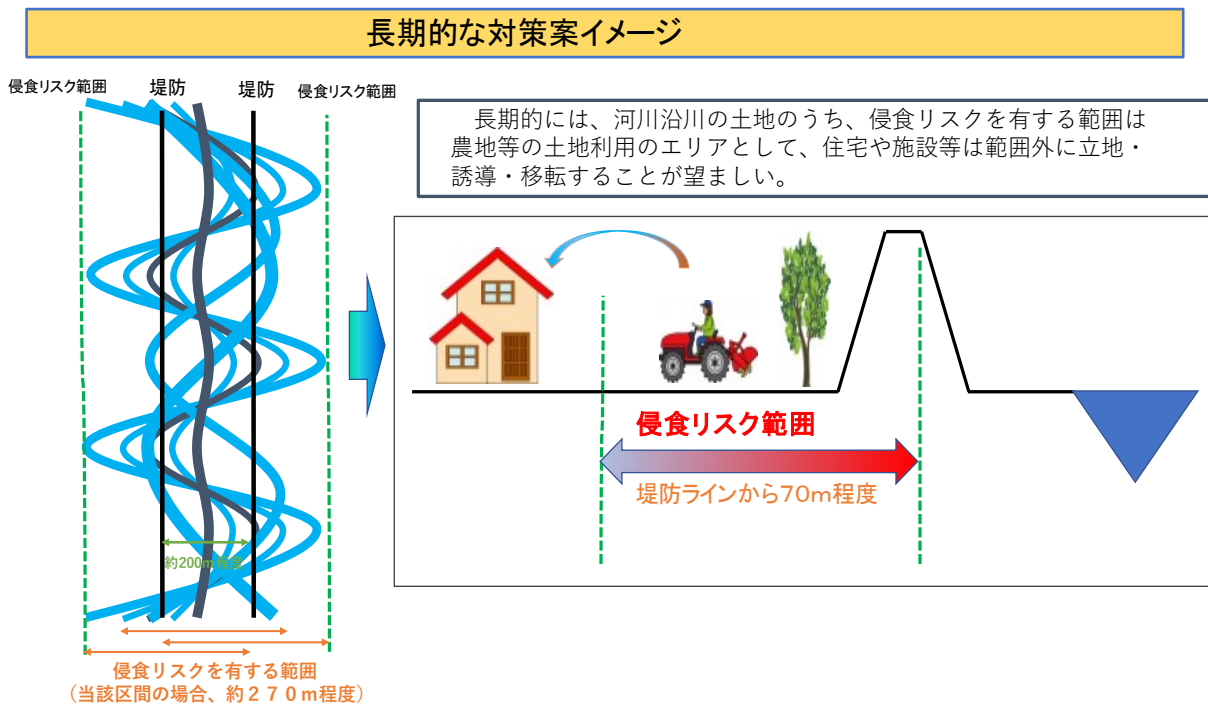 長期的な対策案イメージ
侵食リスク範囲
堤防
堤防
侵食リスク範囲
長期的には、河川沿川の土地のうち、侵食リスクを有する範囲は
農地等の土地利用のエリアとして、住宅や施設等は範囲外に立地・
誘導・移転することが望ましい。
侵食リスク範囲
堤防ラインから70m程度
約200m程度
侵食リスクを有する範囲
(当該区間の場合、約２７０m程度)